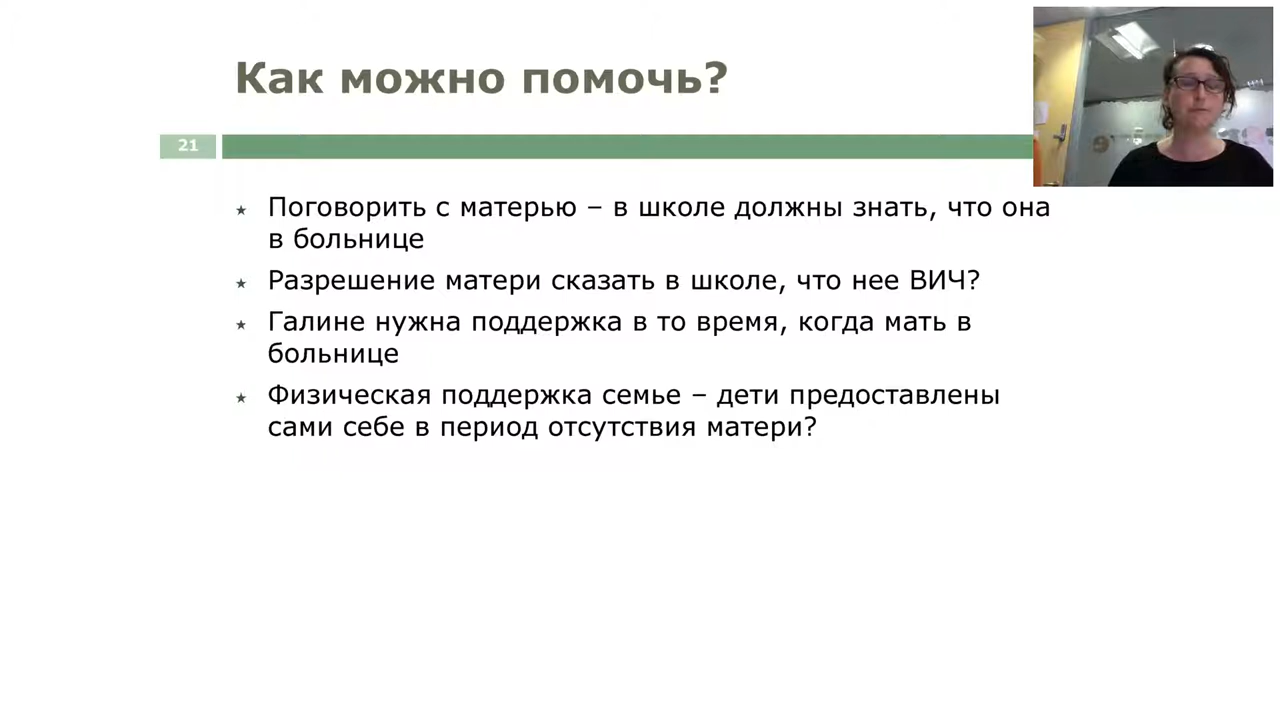 Как можно помочь?
21
Поговорить с матерью – в школе должны знать, что она
в больнице
Разрешение матери сказать в школе, что нее ВИЧ?
Галине нужна поддержка в то время, когда мать в
больнице
Физическая поддержка семье – дети предоставлены
сами себе в период отсутствия матери?